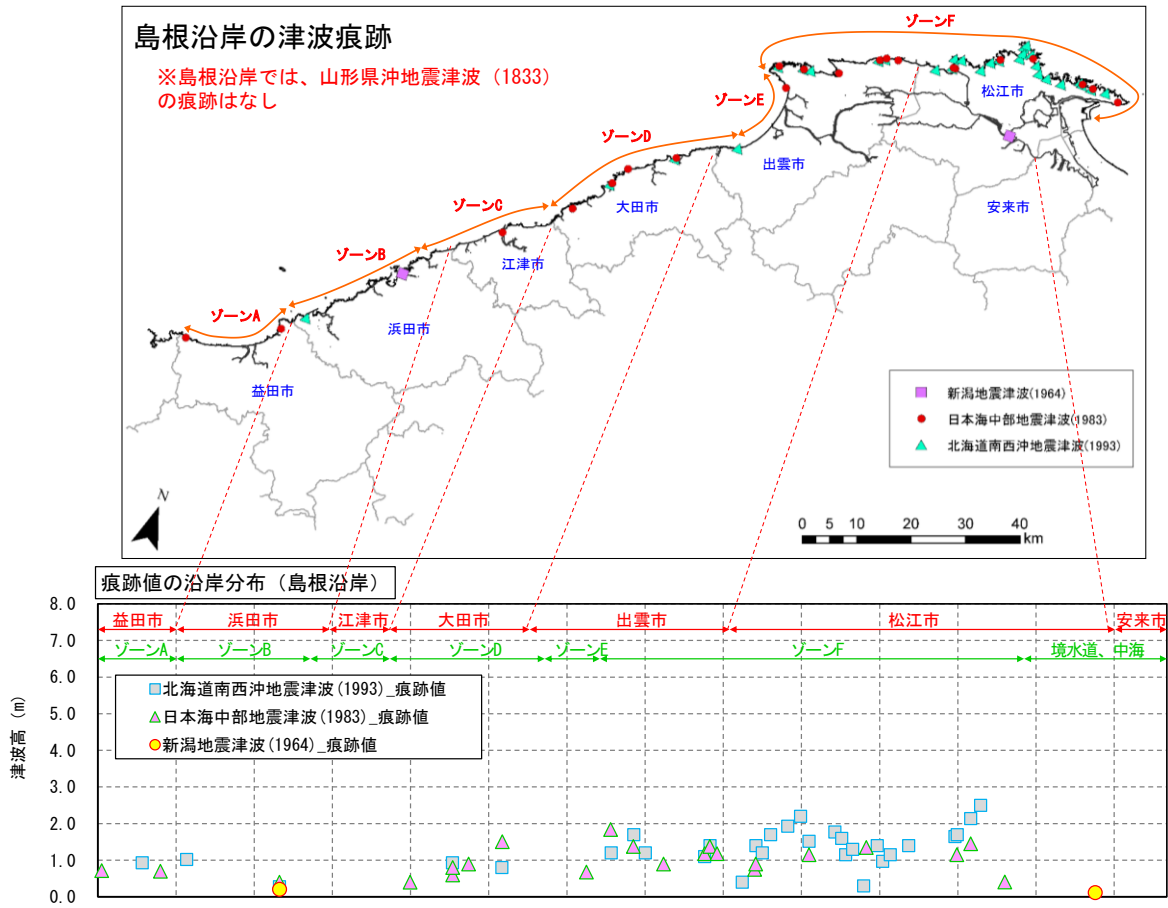 島根沿岸の津波痕跡
※島根沿岸では、山形県沖地震津波（1833）
の痕跡はなし
ゾーンF
ゾーンE
ゾーンD
ゾーンC
ゾーンB
ゾーンA
松江市
出雲市
安来市
大田市
江津市
浜田市
益田市
新潟地震津波(1964)
日本海中部地震津波(1983)
北海道南西沖地震津波(1993)
N
0 5 10 20 30 40
km
痕跡値の沿岸分布（島根沿岸）
益田市 浜田市 江津市 大田市 出雲市 松江市 安来市
ゾーンA ゾーンB ゾーンC ゾーンD ゾーンE ゾーンF 境水道、中海
北海道南西沖地震津波(1993)_痕跡値
日本海中部地震津波(1983)_痕跡値
新潟地震津波(1964)_痕跡値
津波高（m）
8.0
7.0
6.0
5.0
4.0
3.0
2.0
1.0
0.0